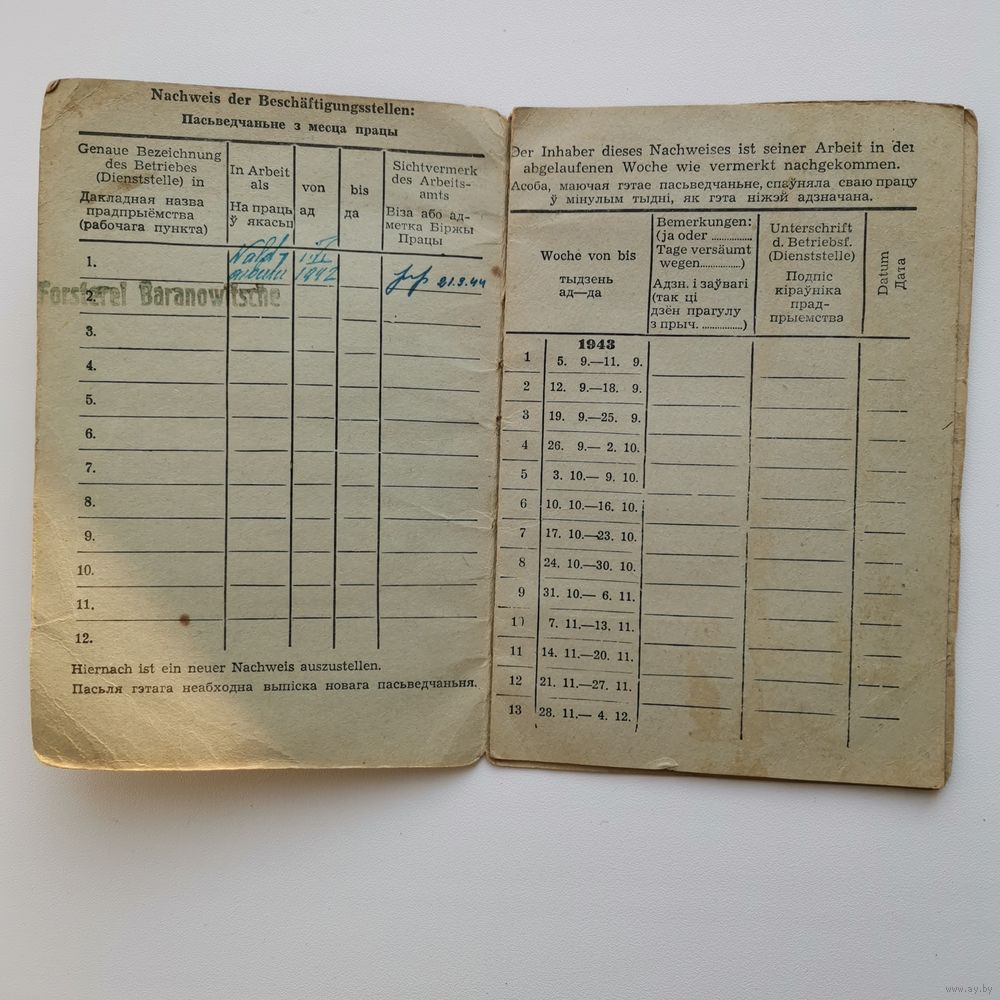 Nachweis der Beschäftigungsstellen:
Пасьведчаньне з месца працы
Genaue Bezeichnung
des Betriebes
(Dienststelle) in
Дакладная назва
прадпрыёмства
(рабочага пункта)
In Arbeit
als
На праць
ў якасьц
von
ад
bis
да
Sichtvermerk
des Arbeits-
amts
Віза або ад-
метка Біржы
Працы
1.
Wald
1942
21.9.44
Forsterei Baranowitsche
2.
3.
4.
5.
6.
7.
8.
9.
10.
11.
12.
Hiernach ist ein neuer Nachweis auszustellen.
Пасьля гэтага неабходна выпіска новага пасьведчаньня.
Der Inhaber dieses Nachweises ist seiner Arbeit in der
abgelaufenen Woche wie vermerkt nachgekommen.
Асоба, маючая гэтае пасьведчаньне, спаўняла сваю працу
ў мінулым тыдні, як гэта ніжэй адзначана.
Woche von bis
тыдзень
ад—да
Bemerkungen:
(ja oder ...............
Tage versäumt
wegen...............)
Адзн. і заўвагі
(так ці
дзён прагулу
з прыч. ...............)
Unterschrift
d. Betriebsf.
(Dienststelle)
Подпіс
кіраўніка
прад-
прыемства
Datum
Дата
1943
1 5. 9.—11. 9.
2 12. 9.—18. 9.
3 19. 9.—25. 9.
4 26. 9.— 2. 10.
5 3. 10.— 9. 10.
6 10. 10.—16. 10.
7 17. 10.—23. 10.
8 24. 10.—30. 10.
9 31. 10.— 6. 11.
10 7. 11.—13. 11.
11 14. 11.—20. 11.
12 21. 11.—27. 11.
13 28. 11.— 4. 12.
www.ay.by